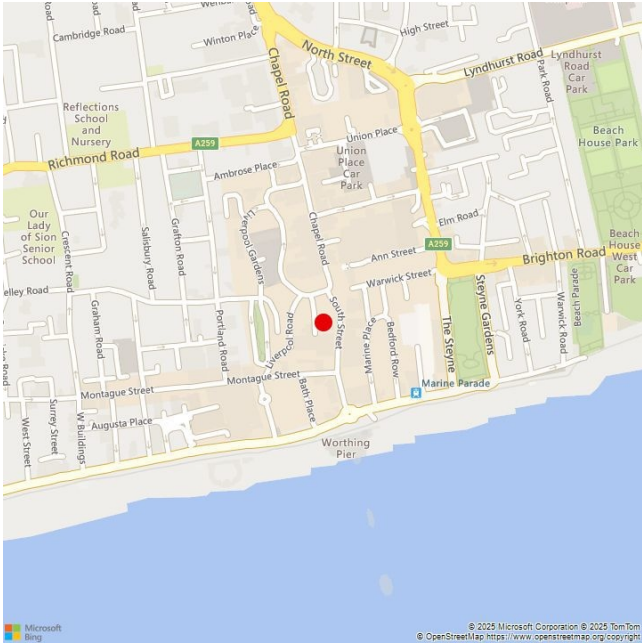 Cambridge Road
Winton Place
High Street
North Street
Lyndhurst Road
Lyndhurst
Road
Car
Park
Park Road
Chapel Road
Reflections
School
and
Nursery
A259
Richmond Road
Union Place
Union
Place
Car
Park
Beach
House Park
Ambrose Place
Our
Lady
of Sion
Senior
School
Crescent Road
Salisbury Road
Grafton Road
Liverpool Gardens
Chapel Road
Elm Road
Ann Street
A259
Brighton Road
Beach
House
West
Car
Park
Warwick Street
elley Road
Graham Road
Portland Road
Liverpool Road
South Street
Marine Place
Bedford Row
The Steyne
Steyne Gardens
York Road
Warwick Road
Beach Parade
Montague Street
Montague Street
Bath Place
Marine Parade
Augusta Place
West Street
Surrey Street
W Buildings
Worthing
Pier
Microsoft
Bing
© 2025 Microsoft Corporation © 2025 TomTom
© OpenStreetMap https://www.openstreetmap.org/copyright